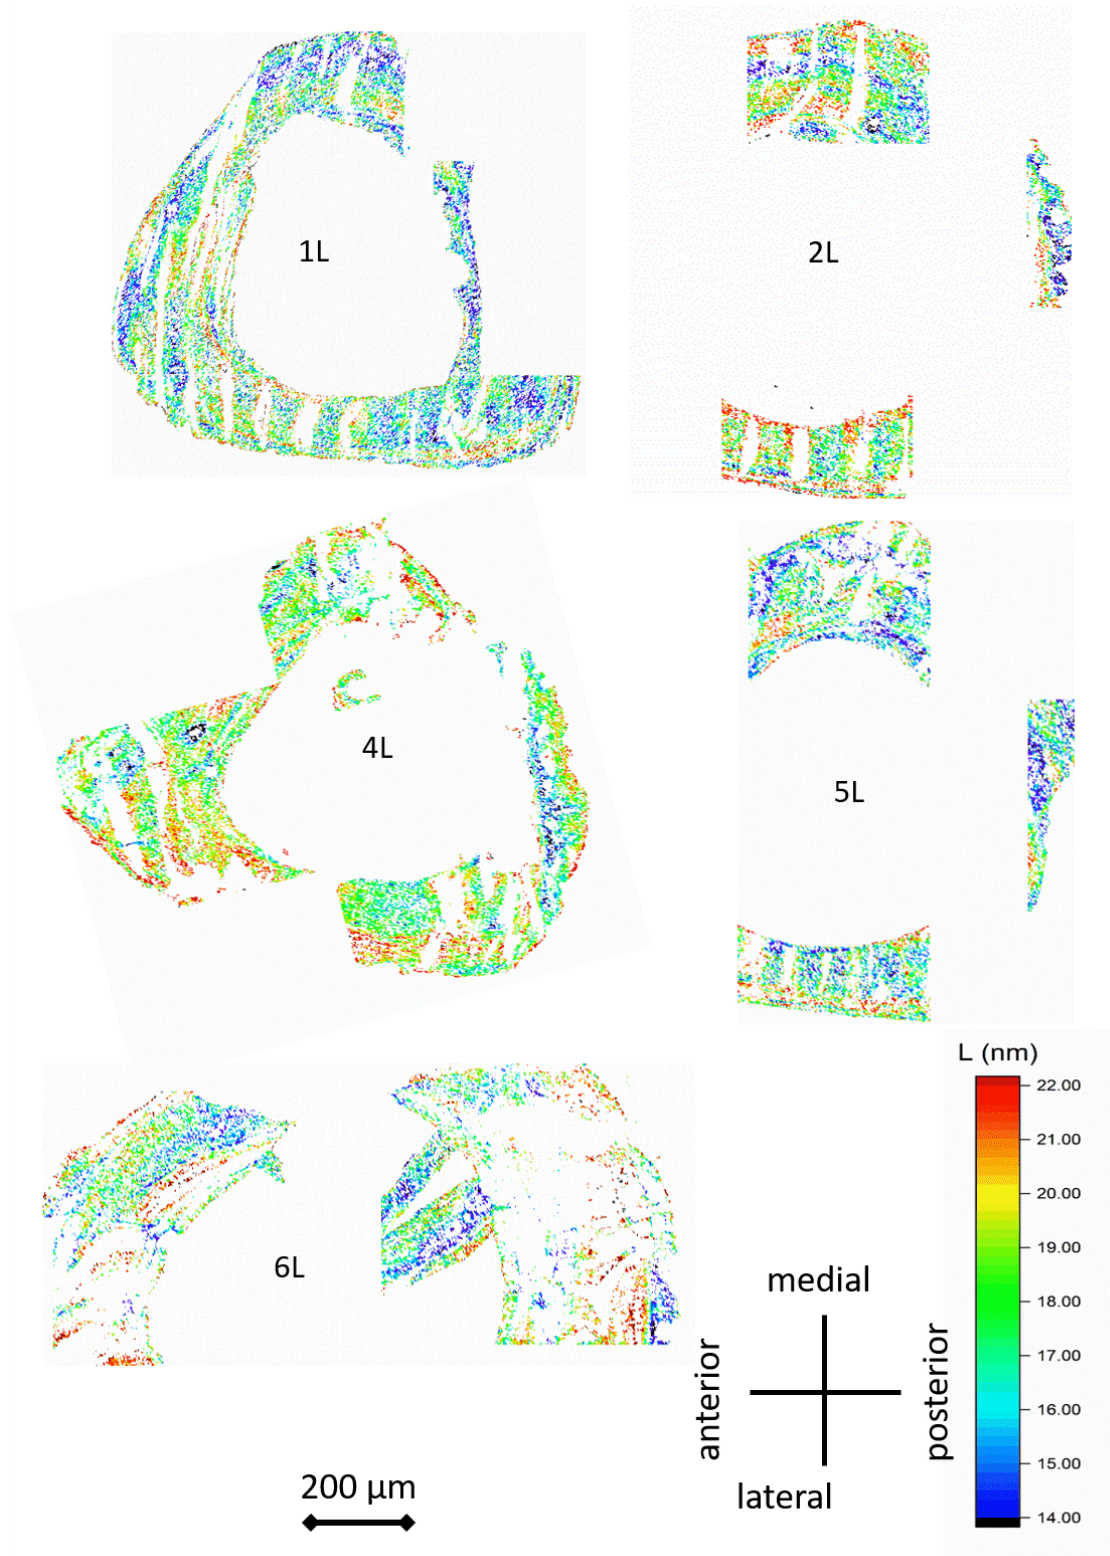 1L
2L
4L
5L
6L
L (nm)
22.00
21.00
20.00
19.00
18.00
17.00
16.00
15.00
14.00
medial
anterior
posterior
lateral
200 µm